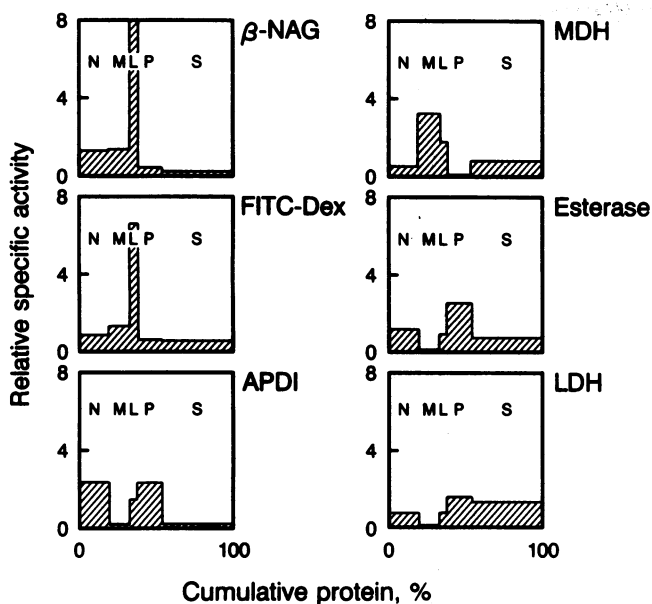 β-NAG
8
N M L P S
4
0
MDH
8
N M L P S
4
0
FITC-Dex
8
N M L P S
4
0
Esterase
8
N M L P S
4
0
APDI
8
N M L P S
4
0
0 100
LDH
8
N M L P S
4
0
0 100
Relative specific activity
Cumulative protein, %